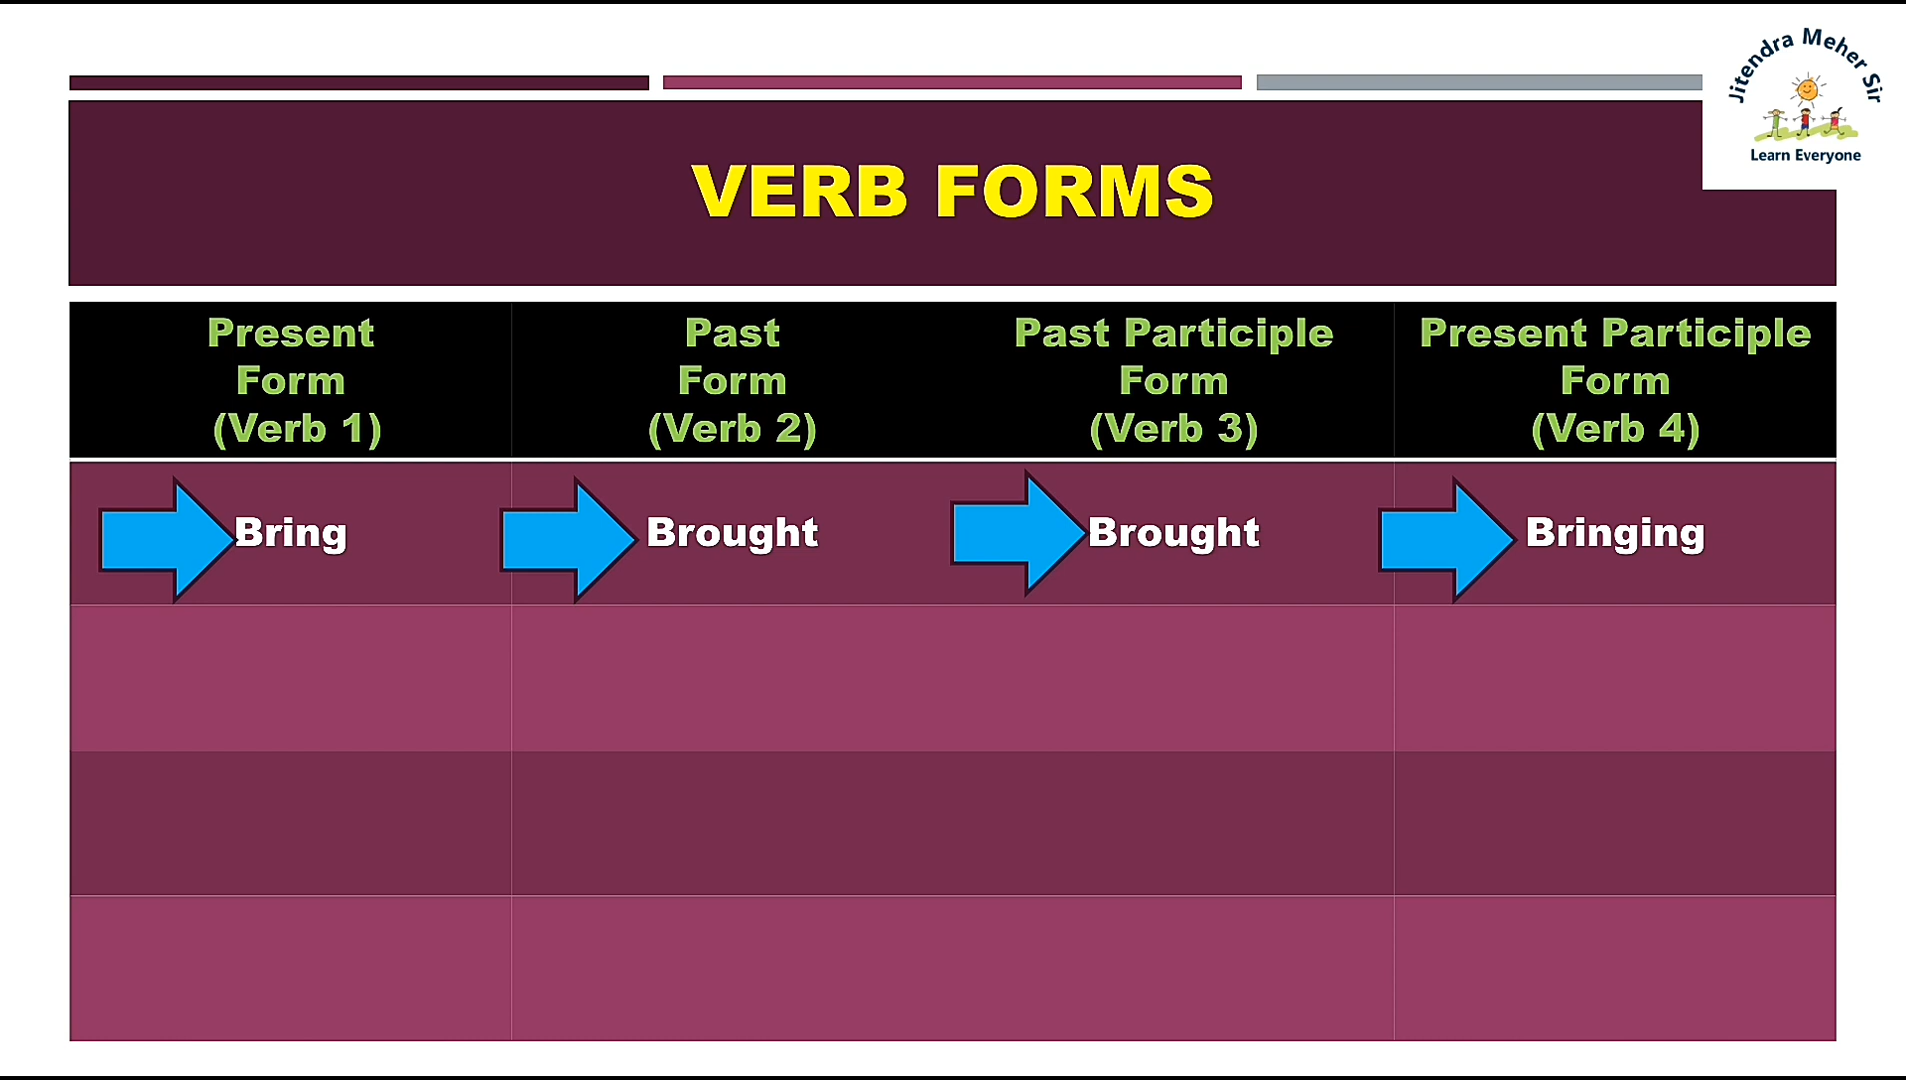 Jitendra Meher Sir
Learn Everyone
VERB FORMS
Present
Form
(Verb 1)
Past
Form
(Verb 2)
Past Participle
Form
(Verb 3)
Present Participle
Form
(Verb 4)
Bring
Brought
Brought
Bringing